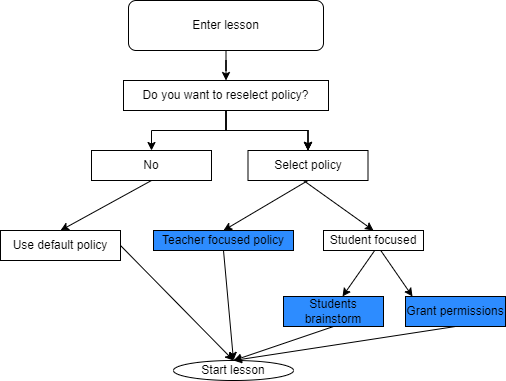 Enter lesson
Do you want to reselect policy?
No
Select policy
Use default policy
Teacher focused policy
Student focused
Students
brainstorm
Grant permissions
Start lesson